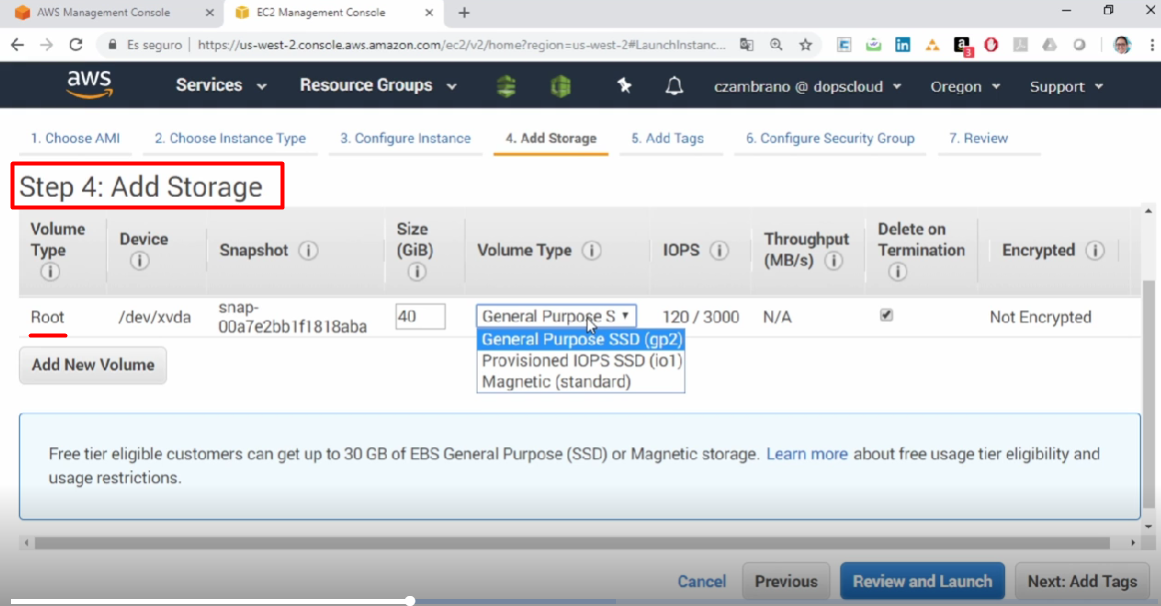 AWS Management Console
EC2 Management Console
Es seguro
https://us-west-2.console.aws.amazon.com/ec2/v2/home?region=us-west-2#LaunchInstanc...
aws
Services
Resource Groups
czambrano @ dopscloud
Oregon
Support
1. Choose AMI
2. Choose Instance Type
3. Configure Instance
4. Add Storage
5. Add Tags
6. Configure Security Group
7. Review
Step 4: Add Storage
Volume
Type
Device
Snapshot
Size
(GiB)
Volume Type
IOPS
Throughput
(MB/s)
Delete on
Termination
Encrypted
Root
/dev/xvda
snap-
00a7e2bb1f1818aba
40
General Purpose S
120 / 3000
N/A
Not Encrypted
General Purpose SSD (gp2)
Provisioned IOPS SSD (io1)
Magnetic (standard)
Add New Volume
Free tier eligible customers can get up to 30 GB of EBS General Purpose (SSD) or Magnetic storage. Learn more about free usage tier eligibility and
usage restrictions.
Cancel
Previous
Review and Launch
Next: Add Tags